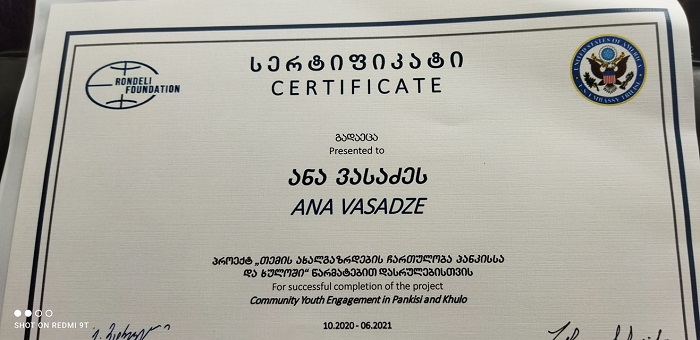 RONDELI
FOUNDATION
სერტიფიკატი
CERTIFICATE
UNITED STATES OF AMERICA
U.S. EMBASSY TBILISI
გადაეცა
Presented to
ანა ვასაძეს
ANA VASADZE
პროექტ „თემის ახალგაზრდების ჩართულობა პანკისსა
და ხულოში“ წარმატებით დასრულებისთვის
For successful completion of the project
Community Youth Engagement in Pankisi and Khulo
10.2020 - 06.2021
SHOT ON REDMI 9T